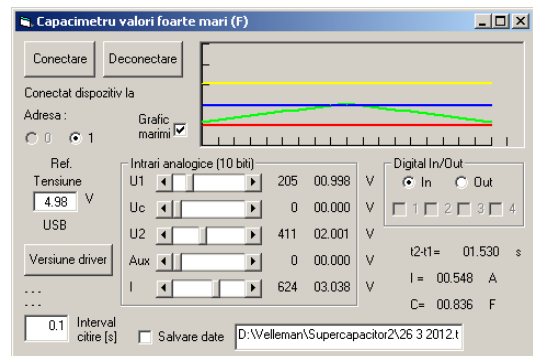 Capacimetru valori foarte mari (F)
Conectare Deconectare
Conectat dispozitiv la
Adresa :
0 1
Grafic
marimi
Ref.
Tensiune
4.98 V
USB
Versiune driver
...
...
Intrari analogice (10 biti)
U1 205 00.998 V
Uc 0 00.000 V
U2 411 02.001 V
Aux 0 00.000 V
I 624 03.038 V
Digital In/Out
In Out
1 2 3 4
t2-t1= 01.530 s
I = 00.548 A
C= 00.836 F
0.1 Interval
citire [s]
Salvare date D:\Velleman\Supercapacitor2\26 3 2012.t